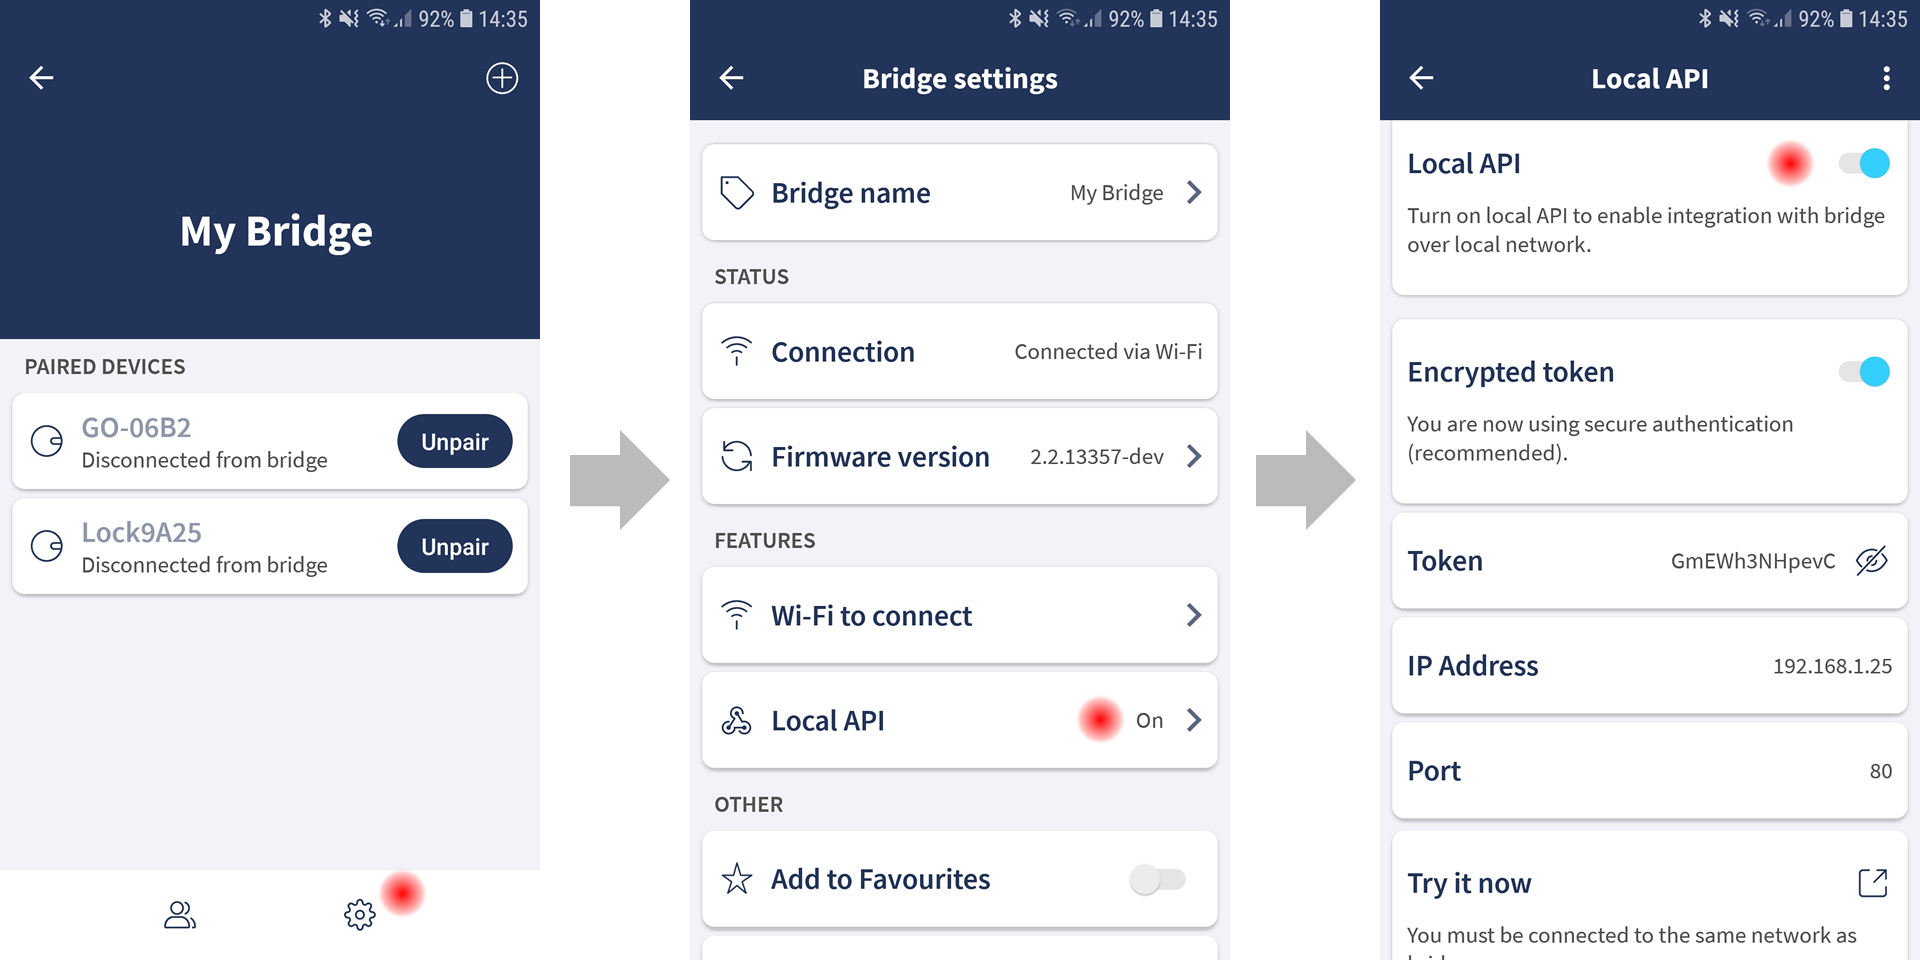 92% 14:35
My Bridge
PAIRED DEVICES
GO-06B2
Disconnected from bridge
Unpair
Lock9A25
Disconnected from bridge
Unpair
92% 14:35
Bridge settings
Bridge name My Bridge
STATUS
Connection Connected via Wi-Fi
Firmware version 2.2.13357-dev
FEATURES
Wi-Fi to connect
Local API On
OTHER
Add to Favourites
92% 14:35
Local API
Local API
Turn on local API to enable integration with bridge
over local network.
Encrypted token
You are now using secure authentication
(recommended).
Token GmEWh3NHpevC
IP Address 192.168.1.25
Port 80
Try it now
You must be connected to the same network as